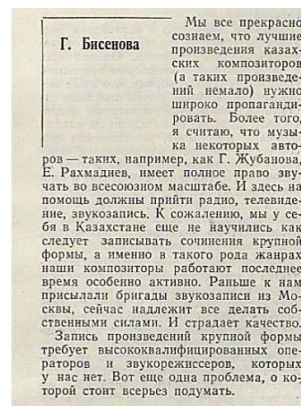 Г. Бисенова
Мы все прекрасно
сознаем, что лучшие
произведения казах-
ских композиторов
(а таких произведе-
ний немало) нужно
широко пропаганди-
ровать. Более того,
я считаю, что музы-
ка некоторых авто-
ров — таких, например, как Г. Жубанова,
Е. Рахмадиев, имеет полное право зву-
чать во всесоюзном масштабе. И здесь на
помощь должны прийти радио, телевиде-
ние, звукозапись. К сожалению, мы у се-
бя в Казахстане еще не научились как
следует записывать сочинения крупной
формы, а именно в такого рода жанрах
наши композиторы работают последнее
время особенно активно. Раньше к нам
присылали бригады звукозаписи из Мо-
сквы, сейчас надлежит все делать соб-
ственными силами. И страдает качество.
Запись произведений крупной формы
требует высококвалифицированных опе-
раторов и звукорежиссеров, которых
у нас нет. Вот еще одна проблема, о ко-
торой стоит всерьез подумать.